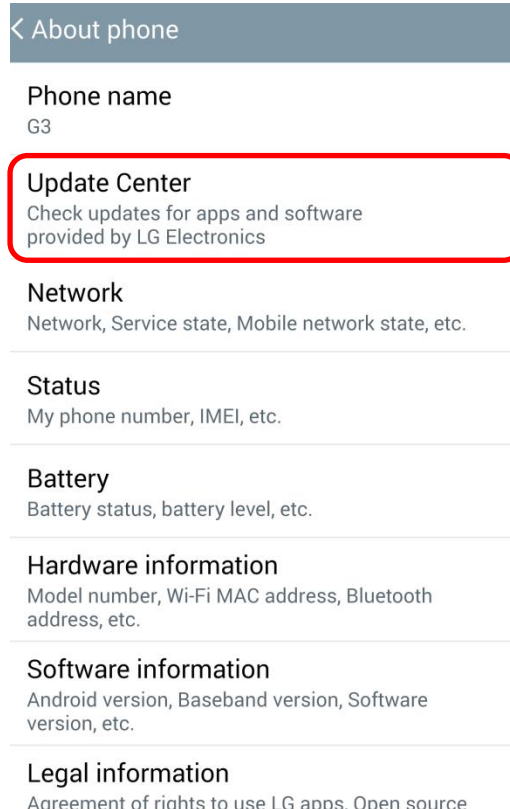 About phone
Phone name
G3
Update Center
Check updates for apps and software
provided by LG Electronics
Network
Network, Service state, Mobile network state, etc.
Status
My phone number, IMEI, etc.
Battery
Battery status, battery level, etc.
Hardware information
Model number, Wi-Fi MAC address, Bluetooth
address, etc.
Software information
Android version, Baseband version, Software
version, etc.
Legal information
Agreement of rights to use LG apps, Open source